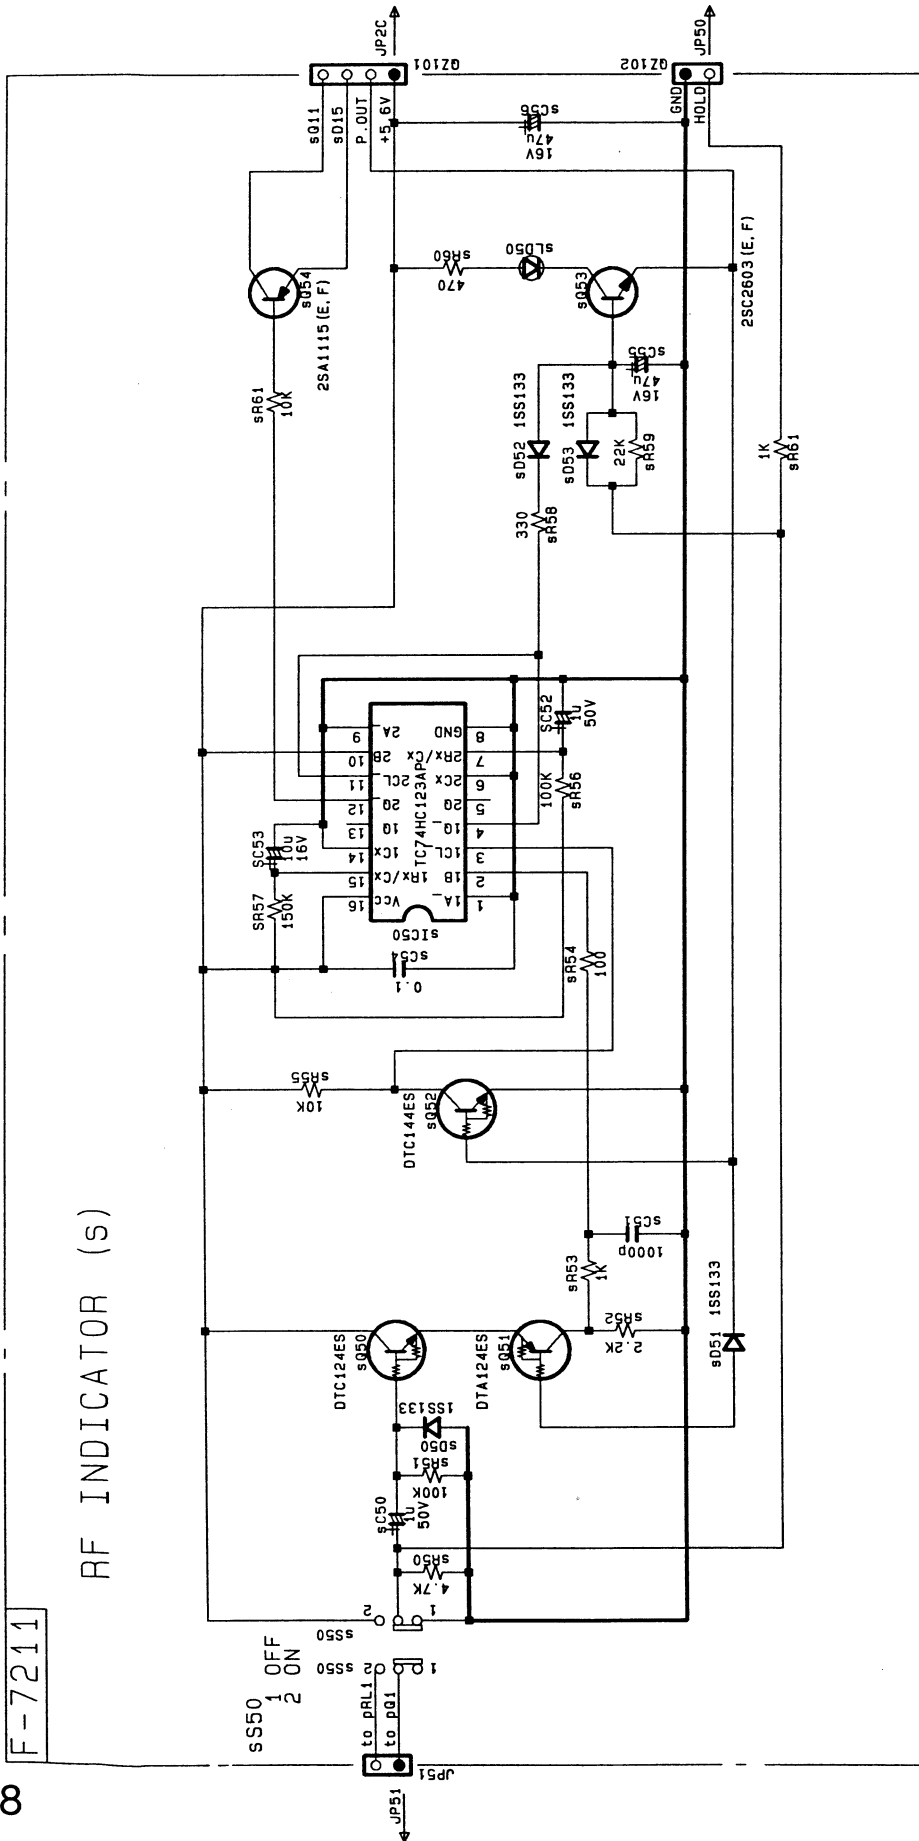 F-7211
RF INDICATOR (S)
8
SS50
1 OFF
2 ON
JP51
JP51
to pRL1
to pQ1
sS50
2
1
sS50
2
1
sR50
4.7K
sC50
1u
50V
sR51
100K
sD50
1SS133
DTC124ES
sQ50
DTA124ES
sQ51
sR52
2.2K
sR53
1K
sC51
1000p
sD51
1SS133
DTC144ES
sQ52
sR55
10K
sR54
100
sC54
0.1
sIC50
TC74HC123AP
16 Vcc
15 1Rx/Cx
14 1Cx
13 1Q
12 2Q
11 2CL
10 2B
9 2A
1 1A
2 1B
3 1CL
4 1Q
5 2Q
6 2Cx
7 2Rx/Cx
8 GND
SR57
150K
SC53
10u
16V
100K
sR56
SC52
1u
50V
330
sR58
sD52
1SS133
sD53
1SS133
22K
sR59
sC55
47u
16V
sR61
10K
sQ54
2SA1115(E,F)
sR60
470
sLD50
sQ53
2SC2603(E,F)
1K
sR61
sC56
47u
16V
sQ11
sD15
P.OUT
+5.6V
QZ101
JP2C
GND
HOLD
QZ102
JP50